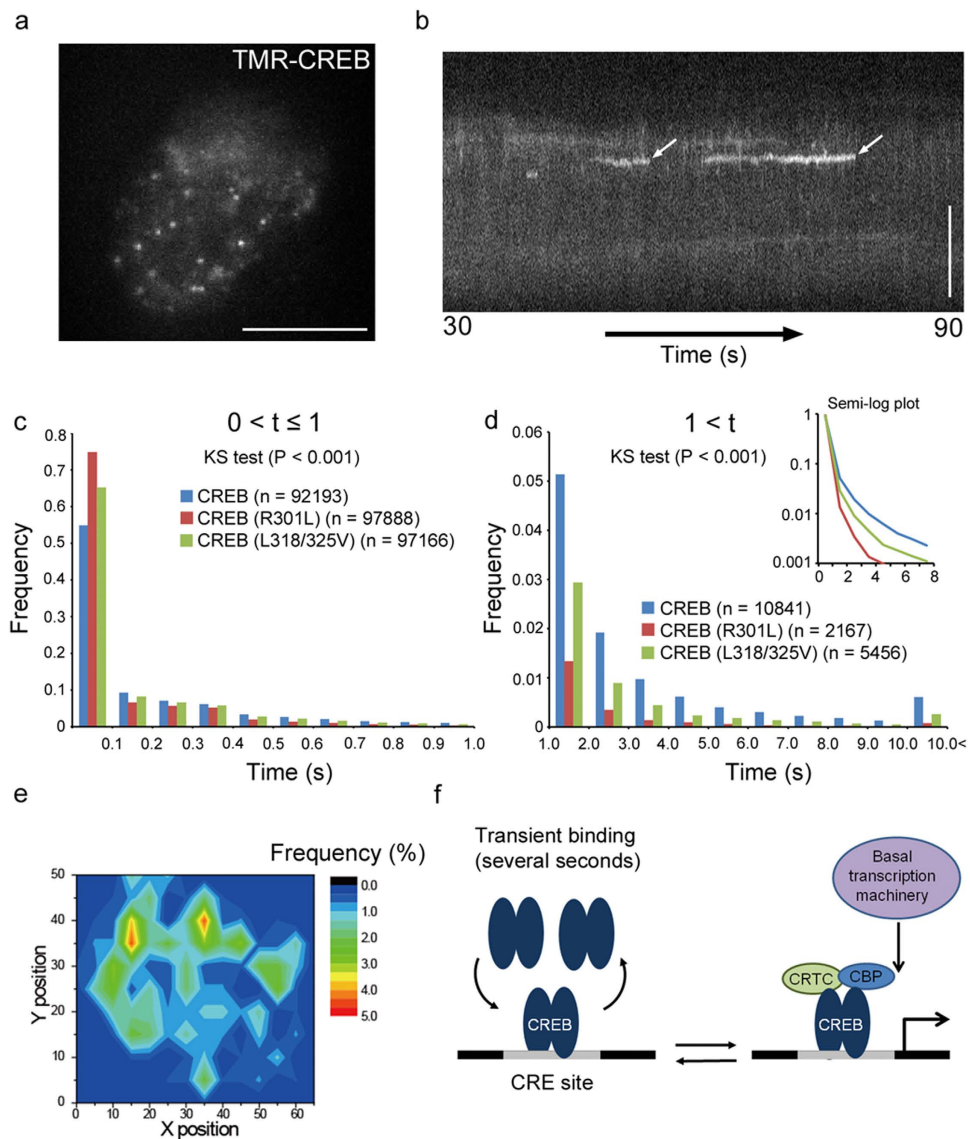 a
TMR-CREB
b
30
90
Time (s)
c
0 < t ≤ 1
KS test (P < 0.001)
CREB (n = 92193)
CREB (R301L) (n = 97888)
CREB (L318/325V) (n = 97166)
Frequency
0.8
0.7
0.6
0.5
0.4
0.3
0.2
0.1
0
0.1 0.2 0.3 0.4 0.5 0.6 0.7 0.8 0.9 1.0
Time (s)
d
1 < t
KS test (P < 0.001)
Semi-log plot
1
0.1
0.01
0.001
0 2 4 6 8
CREB (n = 10841)
CREB (R301L) (n = 2167)
CREB (L318/325V) (n = 5456)
Frequency
0.06
0.05
0.04
0.03
0.02
0.01
0
1.0 2.0 3.0 4.0 5.0 6.0 7.0 8.0 9.0 10.0 10.0<
Time (s)
e
Frequency (%)
0.0
1.0
2.0
3.0
4.0
5.0
Y position
50
40
30
20
10
0
0 10 20 30 40 50 60
X position
f
Transient binding
(several seconds)
CREB
CRE site
Basal
transcription
machinery
CRTC
CBP
CREB